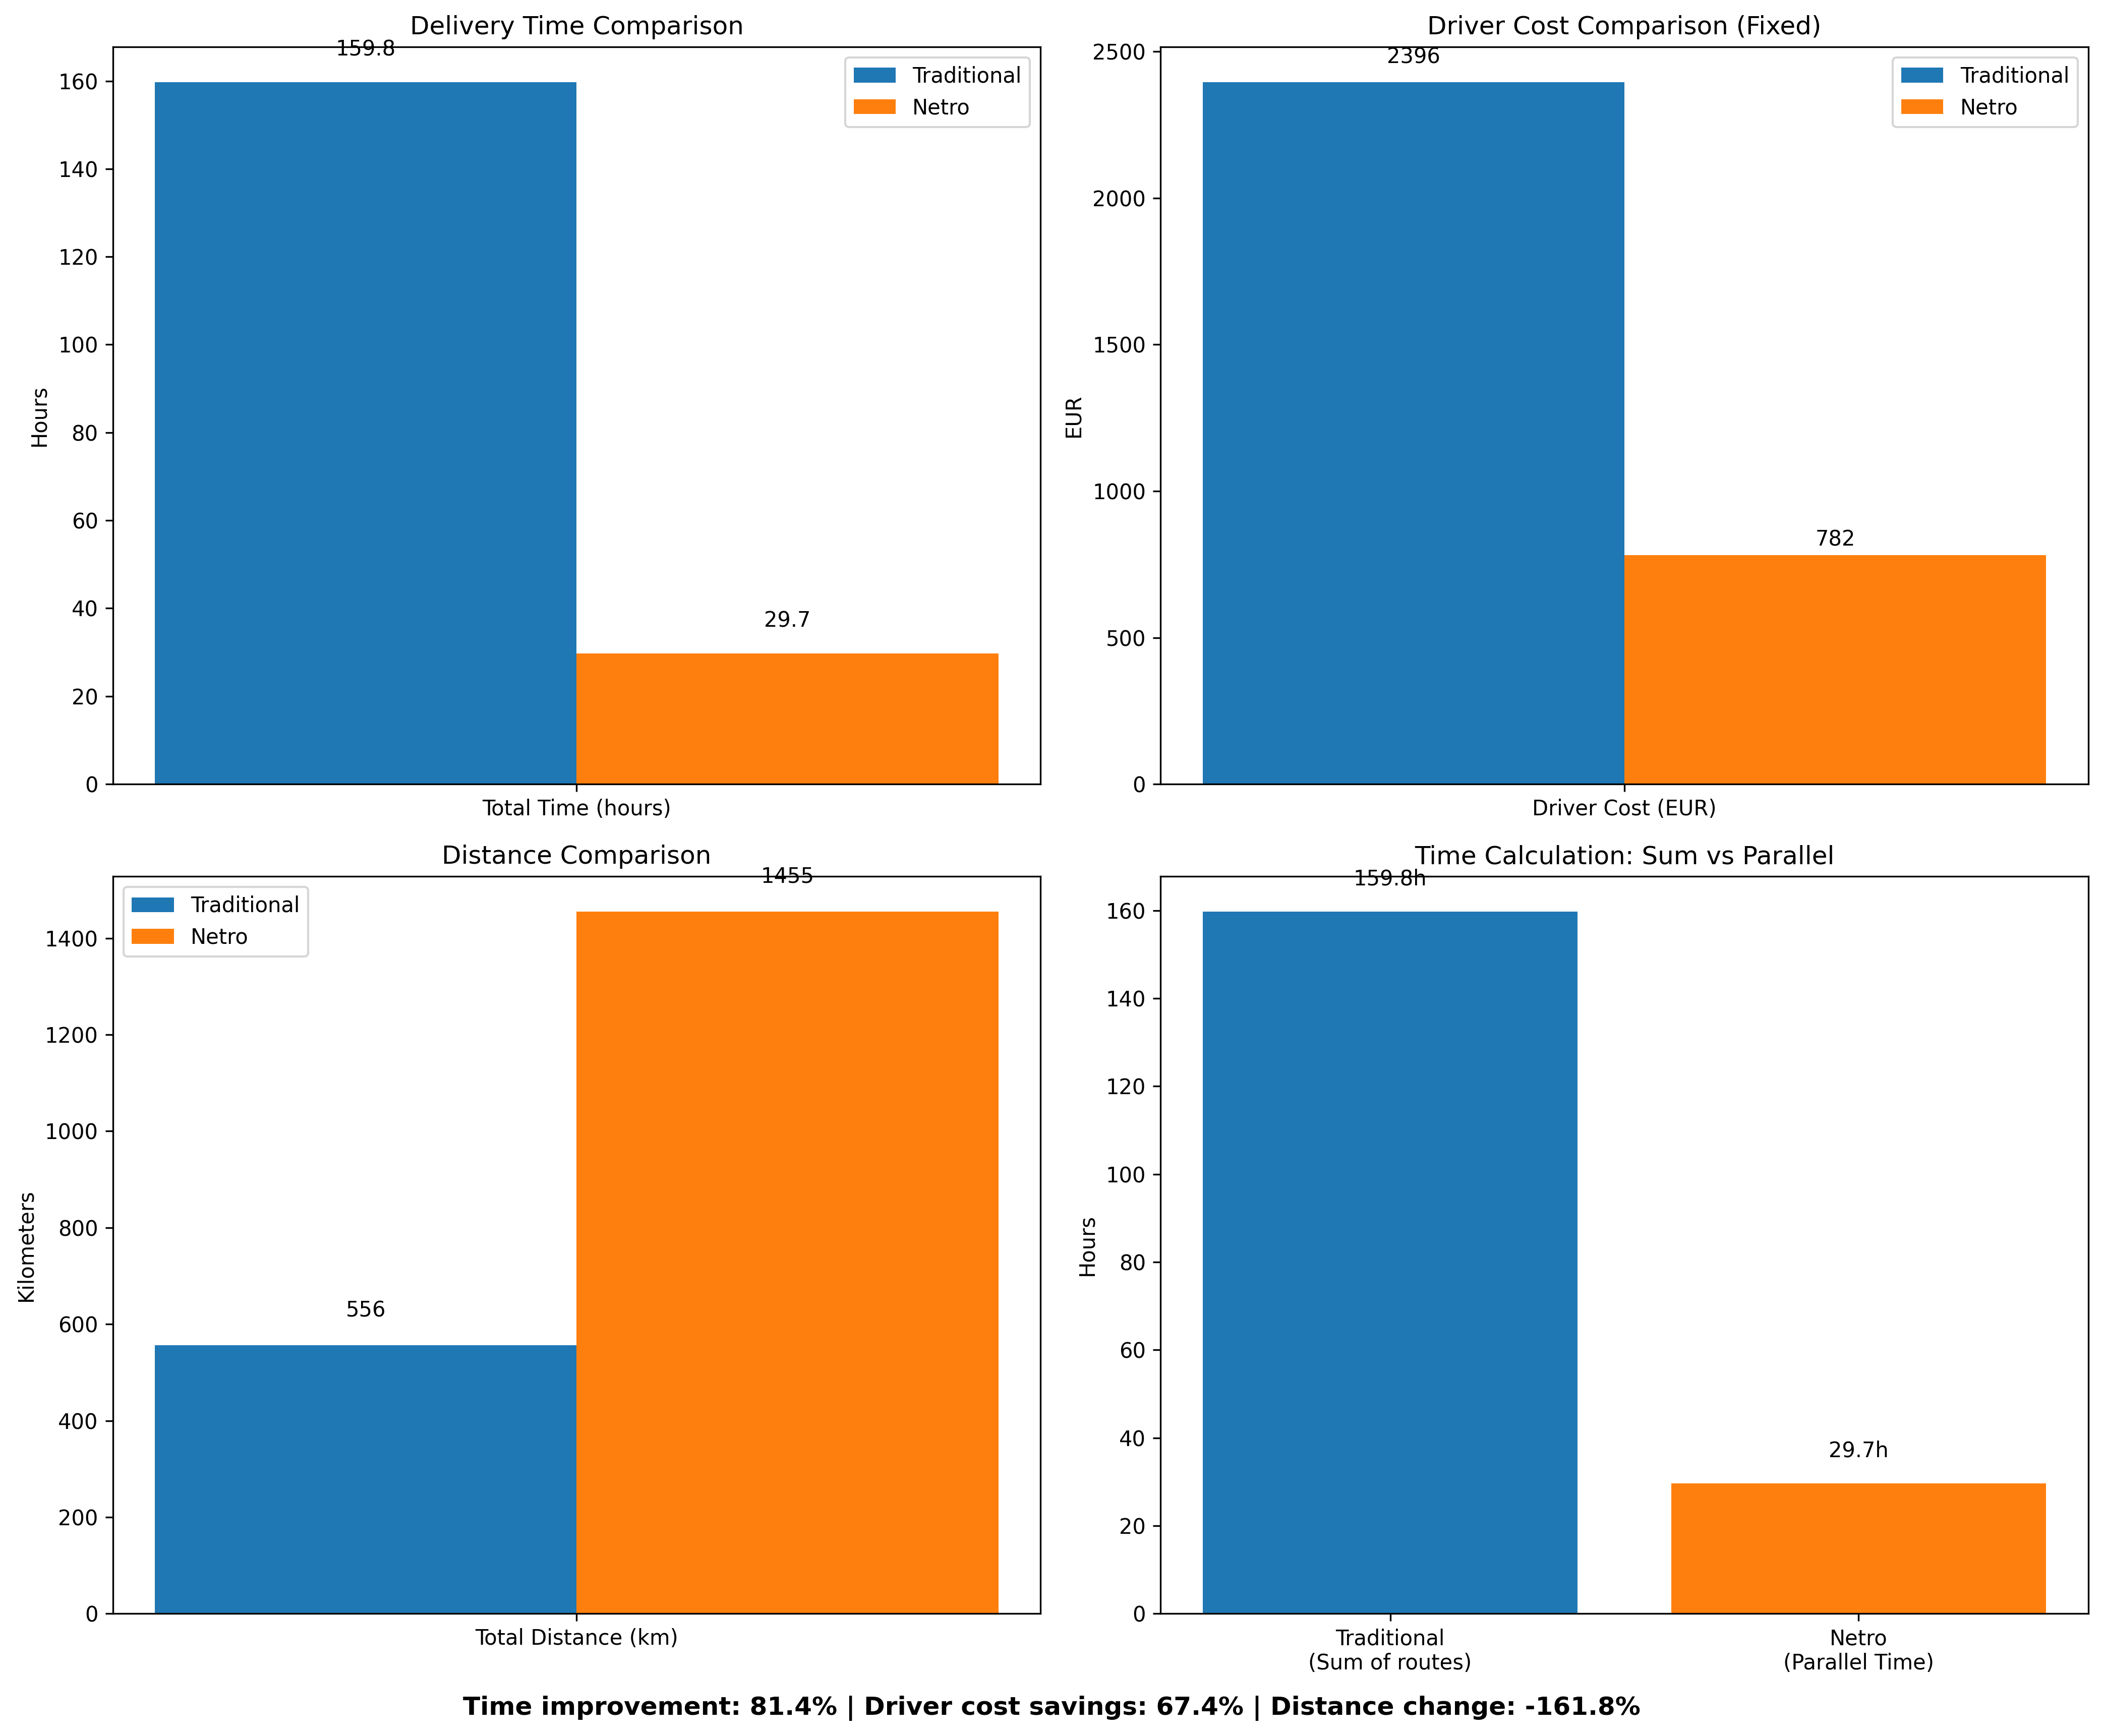 Delivery Time Comparison
159.8
Traditional
Netro
160
140
120
100
80
60
40
20
0
Hours
29.7
Total Time (hours)
Driver Cost Comparison (Fixed)
2396
Traditional
Netro
2500
2000
1500
1000
500
0
EUR
782
Driver Cost (EUR)
Distance Comparison
1455
Traditional
Netro
1400
1200
1000
800
600
400
200
0
Kilometers
556
Total Distance (km)
Time Calculation: Sum vs Parallel
159.8h
160
140
120
100
80
60
40
20
0
Hours
29.7h
Traditional
(Sum of routes)
Netro
(Parallel Time)
Time improvement: 81.4% | Driver cost savings: 67.4% | Distance change: -161.8%